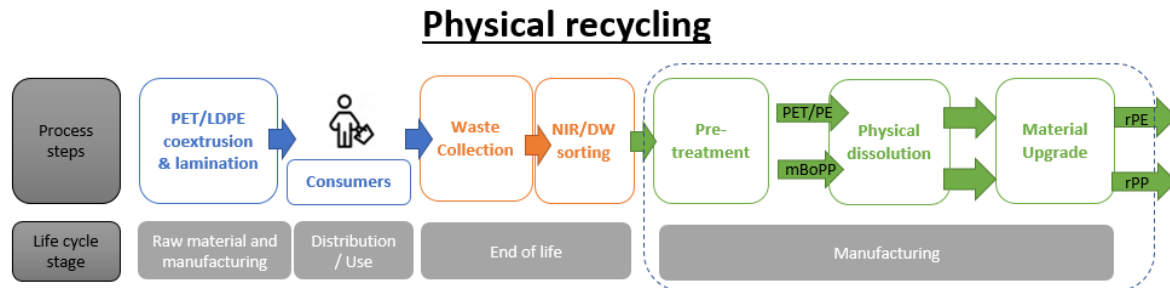 Physical recycling
Process
steps
PET/LDPE
coextrusion
& lamination
Consumers
Waste
Collection
NIR/DW
sorting
Pre-
treatment
PET/PE
mBoPP
Physical
dissolution
Material
Upgrade
rPE
rPP
Life cycle
stage
Raw material and
manufacturing
Distribution
/ Use
End of life
Manufacturing